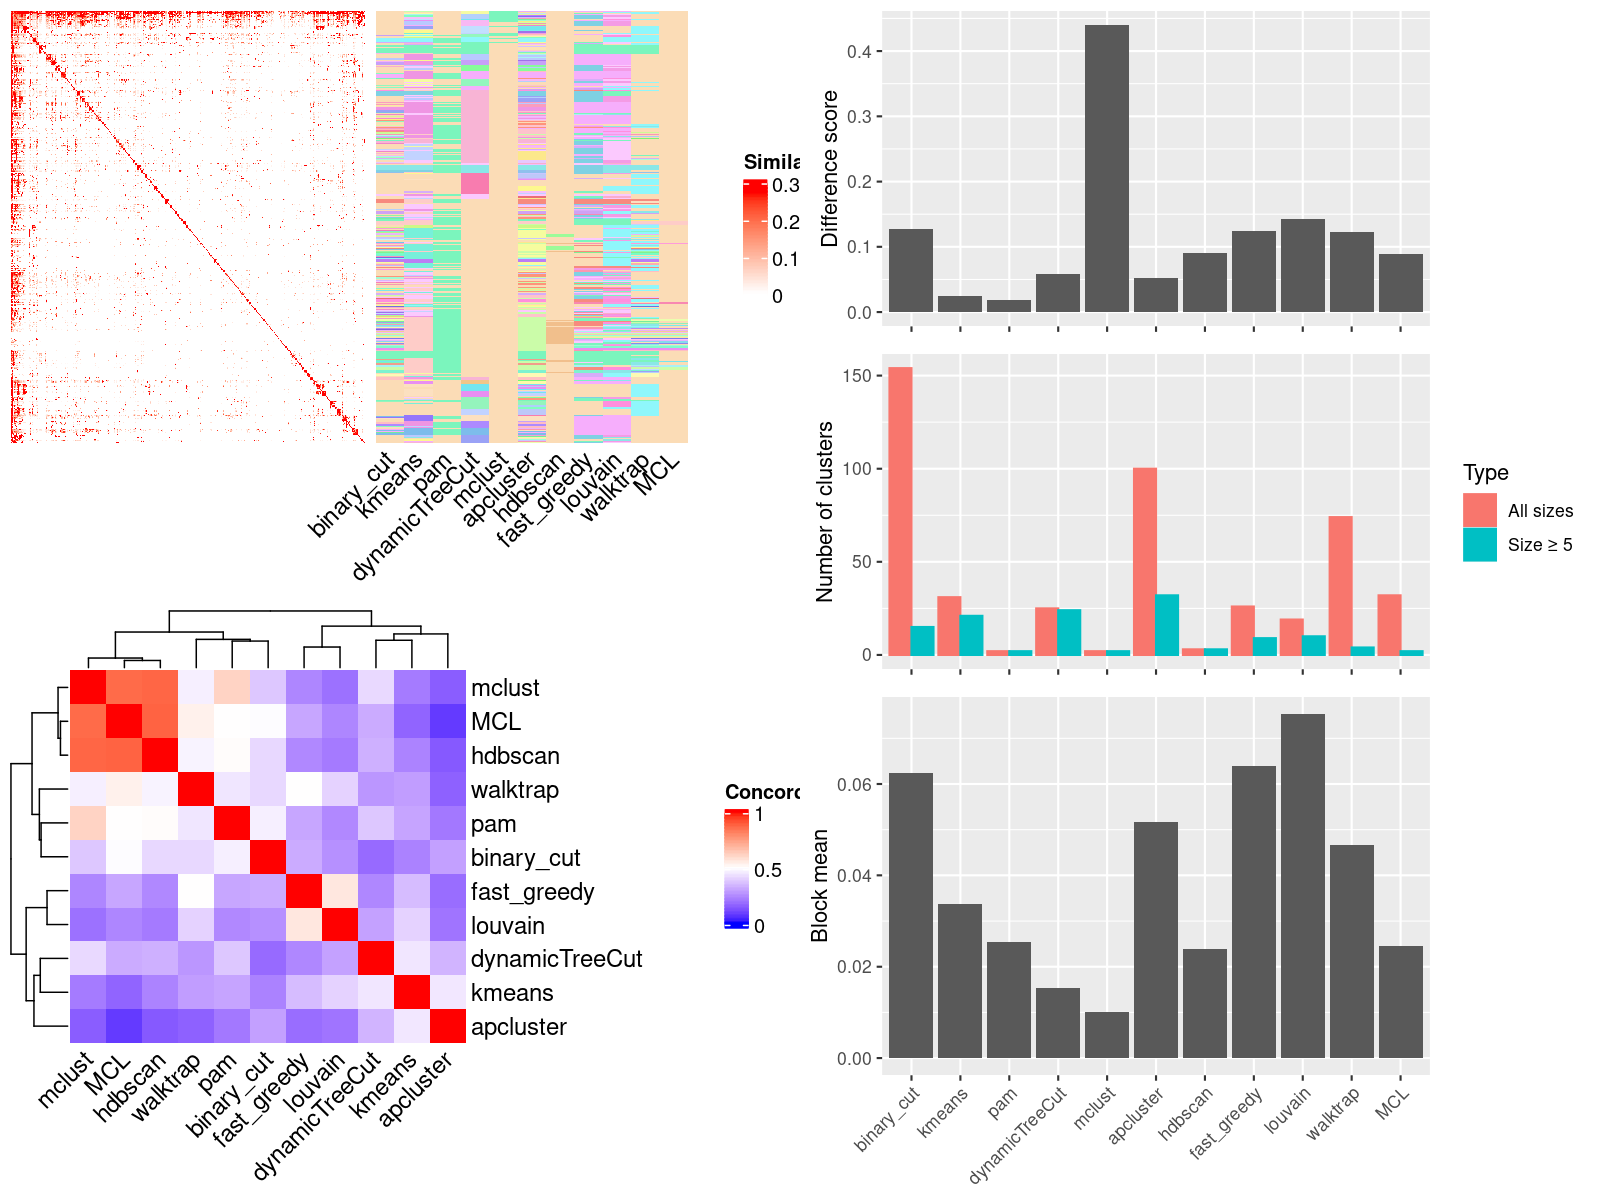 Simila
0.3
0.2
0.1
0
binary_cut
kmeans
pam
dynamicTreeCut
mclust
apcluster
hdbscan
fast_greedy
louvain
walktrap
MCL
mclust
MCL
hdbscan
walktrap
pam
binary_cut
fast_greedy
louvain
dynamicTreeCut
kmeans
apcluster
Concord
1
0.5
0
mclust
MCL
hdbscan
walktrap
pam
binary_cut
fast_greedy
louvain
dynamicTreeCut
kmeans
apcluster
Difference score
0.4
0.3
0.2
0.1
0.0
Number of clusters
150
100
50
0
Type
All sizes
Size ≥ 5
Block mean
0.06
0.04
0.02
0.00
binary_cut
kmeans
pam
dynamicTreeCut
mclust
apcluster
hdbscan
fast_greedy
louvain
walktrap
MCL